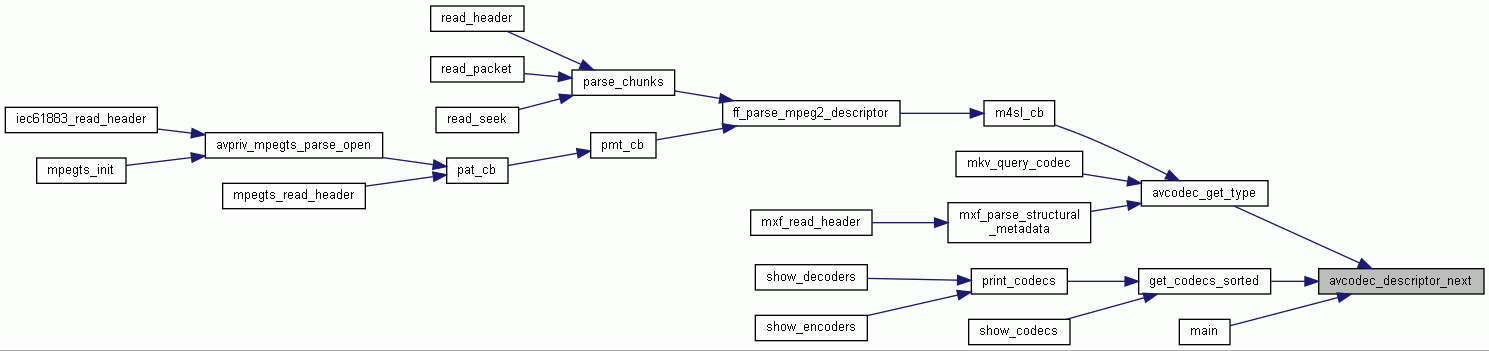 read_header
read_packet
parse_chunks
iec61883_read_header
read_seek
ff_parse_mpeg2_descriptor
m4sl_cb
avpriv_mpegts_parse_open
pmt_cb
mpegts_init
pat_cb
mkv_query_codec
mpegts_read_header
avcodec_get_type
mxf_read_header
mxf_parse_structural
_metadata
show_decoders
print_codecs
get_codecs_sorted
avcodec_descriptor_next
show_encoders
show_codecs
main